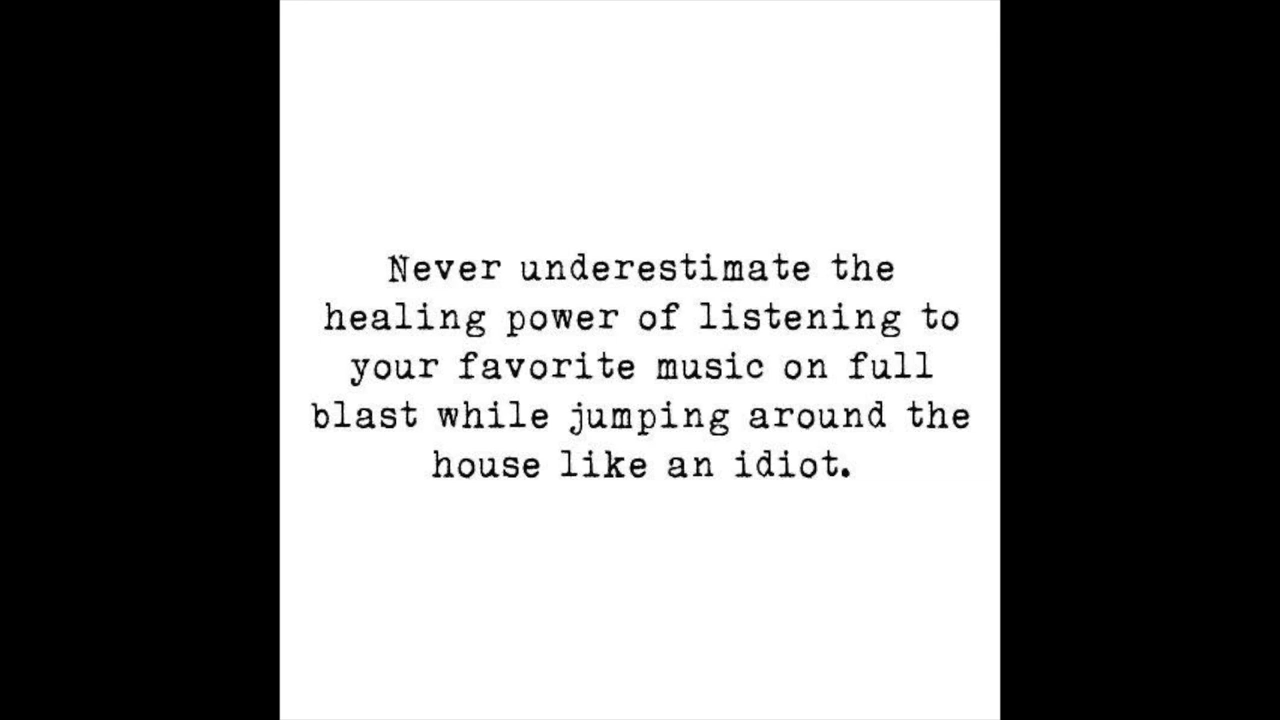 Never underestimate the
healing power of listening to
your favorite music on full
blast while jumping around the
house like an idiot.